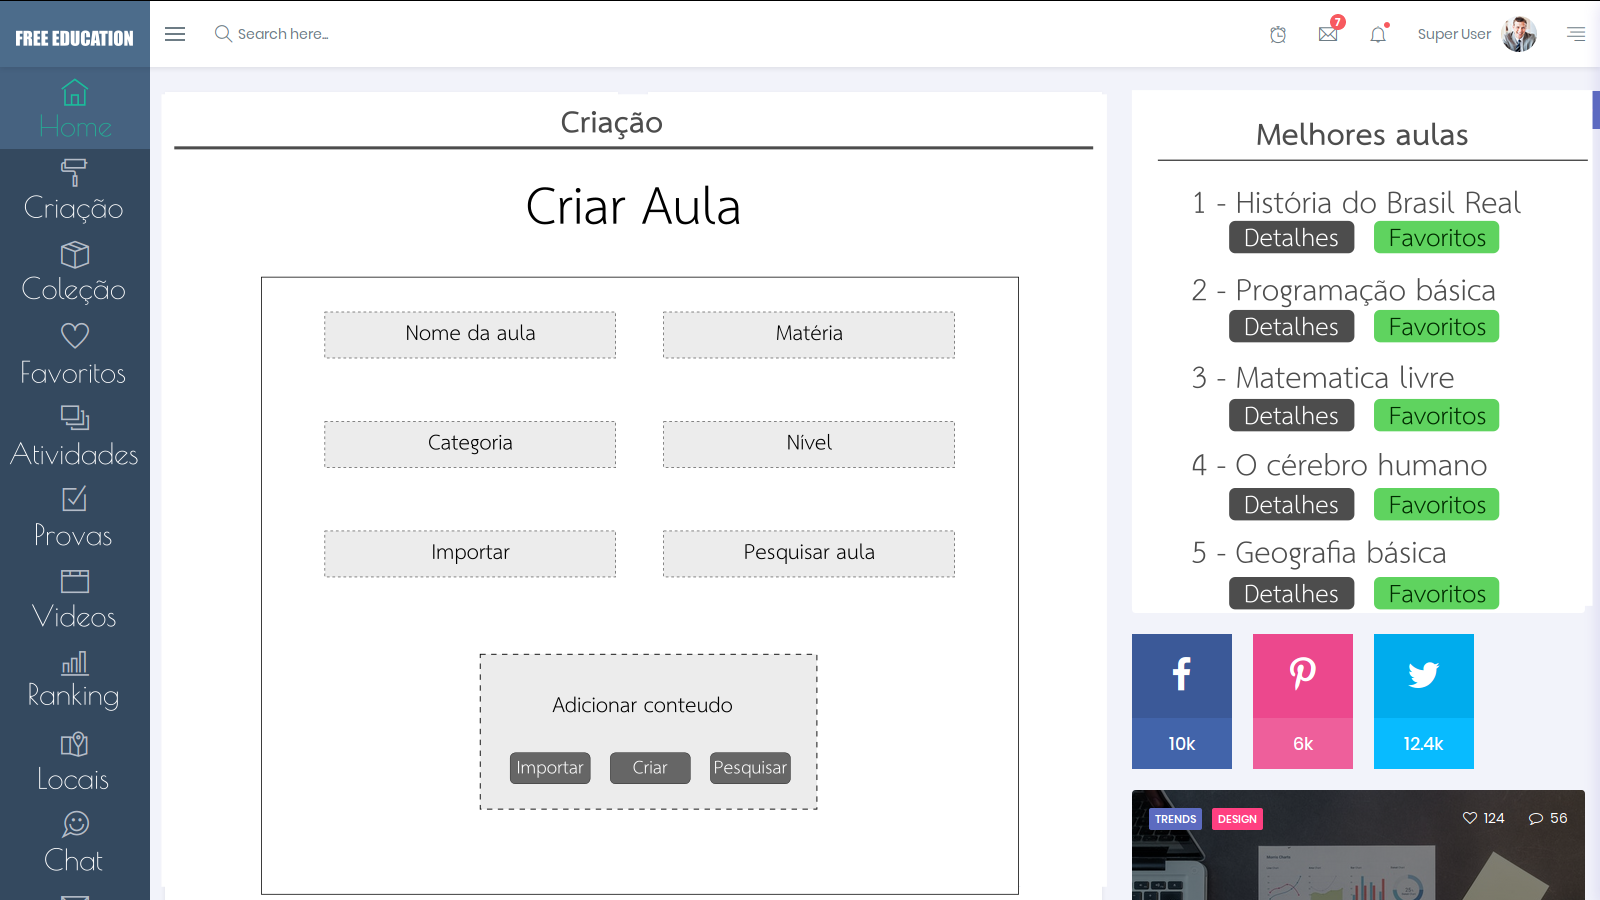 FREE EDUCATION
Search here..
7
Super User
Home
Criação
Coleção
Favoritos
Atividades
Provas
Videos
Ranking
Locais
Chat
Criação
Criar Aula
Nome da aula
Matéria
Categoria
Nível
Importar
Pesquisar aula
Adicionar conteudo
Importar
Criar
Pesquisar
Melhores aulas
1 - História do Brasil Real
Detalhes
Favoritos
2 - Programação básica
Detalhes
Favoritos
3 - Matematica livre
Detalhes
Favoritos
4 - O cérebro humano
Detalhes
Favoritos
5 - Geografia básica
Detalhes
Favoritos
10k
6k
12.4k
TRENDS
DESIGN
124
56